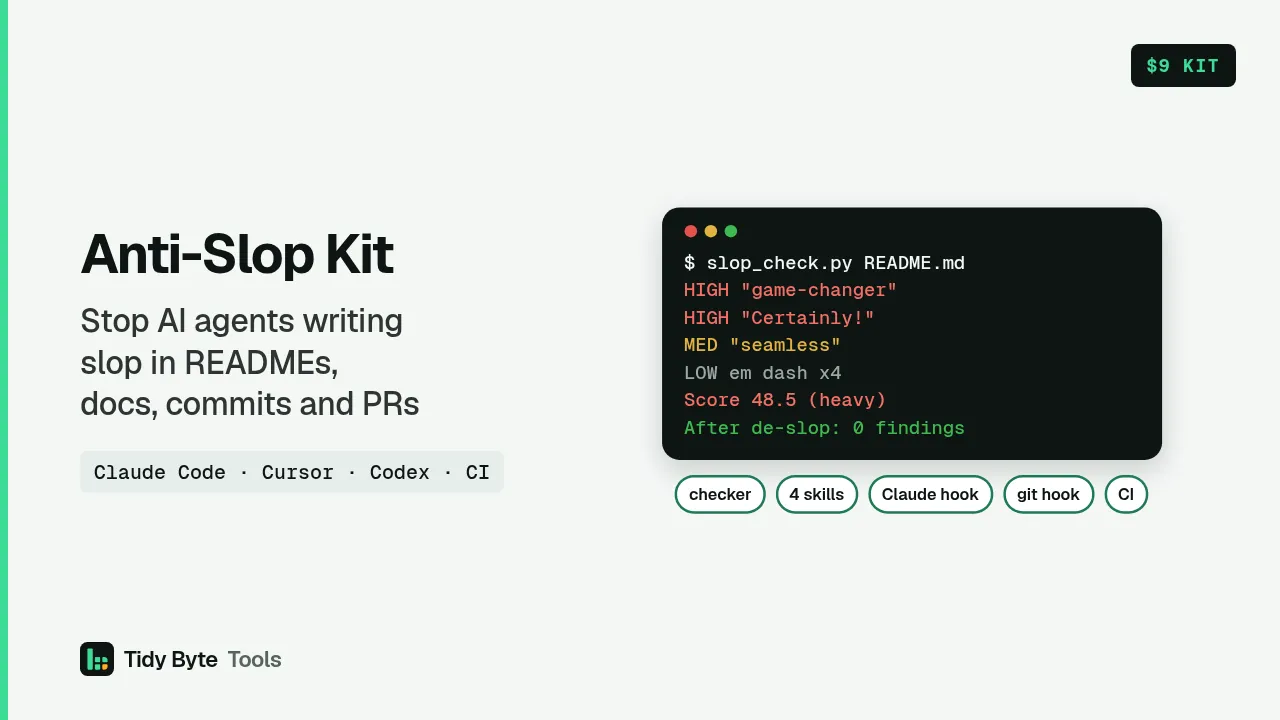 $9 KIT
Anti-Slop Kit
Stop AI agents writing
slop in READMEs,
docs, commits and PRs
Claude Code · Cursor · Codex · CI
$ slop_check.py README.md
HIGH "game-changer"
HIGH "Certainly!"
MED "seamless"
LOW em dash x4
Score 48.5 (heavy)
After de-slop: 0 findings
checker 4 skills Claude hook git hook CI
Tidy Byte Tools